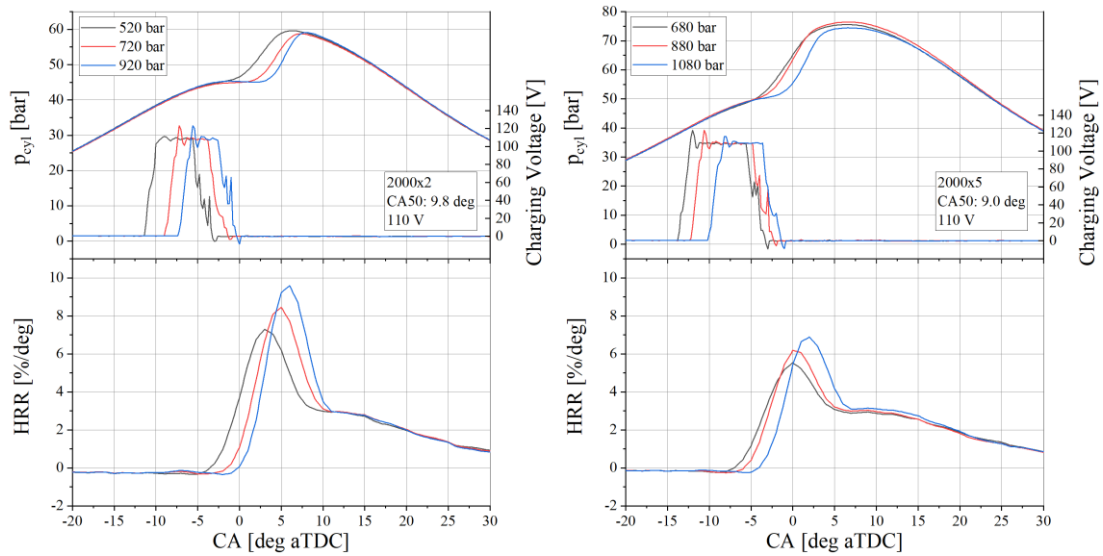 520 bar
720 bar
920 bar
60
50
40
30
20
10
0
p_cyl [bar]
140
120
100
80
60
40
20
0
Charging Voltage [V]
2000x2
CA50: 9.8 deg
110 V
10
8
6
4
2
0
-2
HRR [%/deg]
-20 -15 -10 -5 0 5 10 15 20 25 30
CA [deg aTDC]
680 bar
880 bar
1080 bar
80
70
60
50
40
30
20
10
0
p_cyl [bar]
140
120
100
80
60
40
20
0
Charging Voltage [V]
2000x5
CA50: 9.0 deg
110 V
10
8
6
4
2
0
-2
HRR [%/deg]
-20 -15 -10 -5 0 5 10 15 20 25 30
CA [deg aTDC]